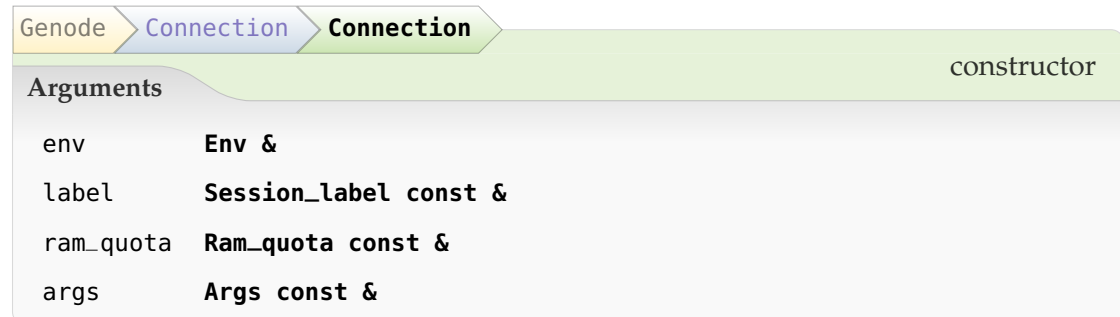 Genode Connection Connection
constructor
Arguments
env Env &
label Session_label const &
ram_quota Ram_quota const &
args Args const &